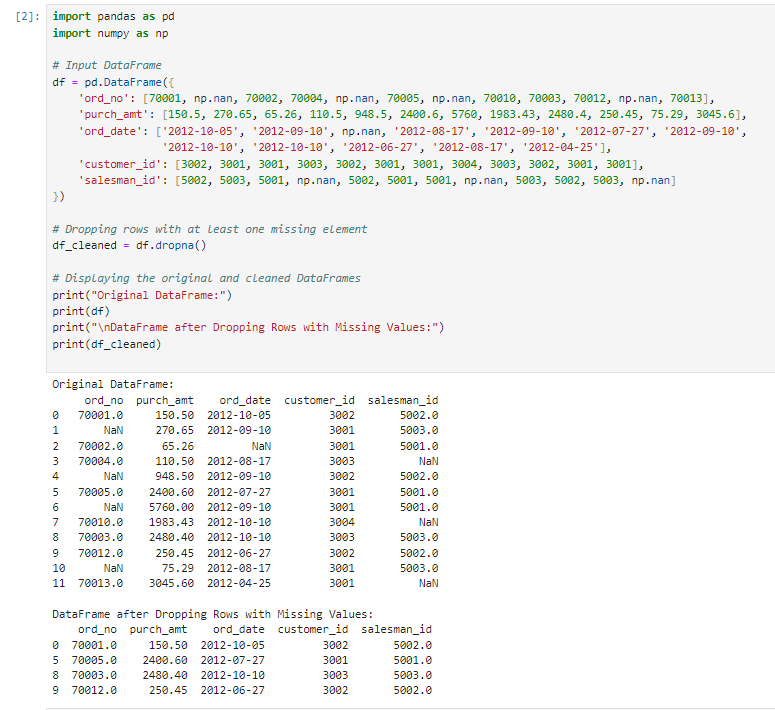 [2]: import pandas as pd
import numpy as np
# Input DataFrame
df = pd.DataFrame({
'ord_no': [70001, np.nan, 70002, 70004, np.nan, 70005, np.nan, 70010, 70003, 70012, np.nan, 70013],
'purch_amt': [150.5, 270.65, 65.26, 110.5, 948.5, 2400.6, 5760, 1983.43, 2480.4, 250.45, 75.29, 3045.6],
'ord_date': ['2012-10-05', '2012-09-10', np.nan, '2012-08-17', '2012-09-10', '2012-07-27', '2012-09-10',
'2012-10-10', '2012-10-10', '2012-06-27', '2012-08-17', '2012-04-25'],
'customer_id': [3002, 3001, 3001, 3003, 3002, 3001, 3001, 3004, 3003, 3002, 3001, 3001],
'salesman_id': [5002, 5003, 5001, np.nan, 5002, 5001, 5001, np.nan, 5003, 5002, 5003, np.nan]
})
# Dropping rows with at least one missing element
df_cleaned = df.dropna()
# Displaying the original and cleaned DataFrames
print("Original DataFrame:")
print(df)
print("\nDataFrame after Dropping Rows with Missing Values:")
print(df_cleaned)
Original DataFrame:
ord_no purch_amt ord_date customer_id salesman_id
0 70001.0 150.50 2012-10-05 3002 5002.0
1 NaN 270.65 2012-09-10 3001 5003.0
2 70002.0 65.26 NaN 3001 5001.0
3 70004.0 110.50 2012-08-17 3003 NaN
4 NaN 948.50 2012-09-10 3002 5002.0
5 70005.0 2400.60 2012-07-27 3001 5001.0
6 NaN 5760.00 2012-09-10 3001 5001.0
7 70010.0 1983.43 2012-10-10 3004 NaN
8 70003.0 2480.40 2012-10-10 3003 5003.0
9 70012.0 250.45 2012-06-27 3002 5002.0
10 NaN 75.29 2012-08-17 3001 5003.0
11 70013.0 3045.60 2012-04-25 3001 NaN
DataFrame after Dropping Rows with Missing Values:
ord_no purch_amt ord_date customer_id salesman_id
0 70001.0 150.50 2012-10-05 3002 5002.0
5 70005.0 2400.60 2012-07-27 3001 5001.0
8 70003.0 2480.40 2012-10-10 3003 5003.0
9 70012.0 250.45 2012-06-27 3002 5002.0